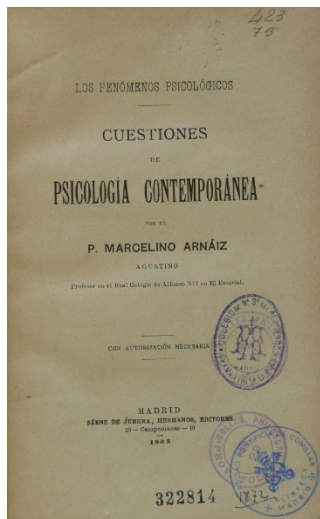 423
75
LOS FENÓMENOS PSICOLÓGICOS
CUESTIONES
DE
PSICOLOGÍA CONTEMPORÁNEA
POR EL
P. MARCELINO ARNÁIZ
AGUSTINO
Profesor en el Real Colegio de Alfonso XII en El Escorial.
CON AUTORIZACIÓN NECESARIA
MADRID
SÁENZ DE JUBERA, HERMANOS, EDITORES
10 — Campomanes — 10
1903
322814